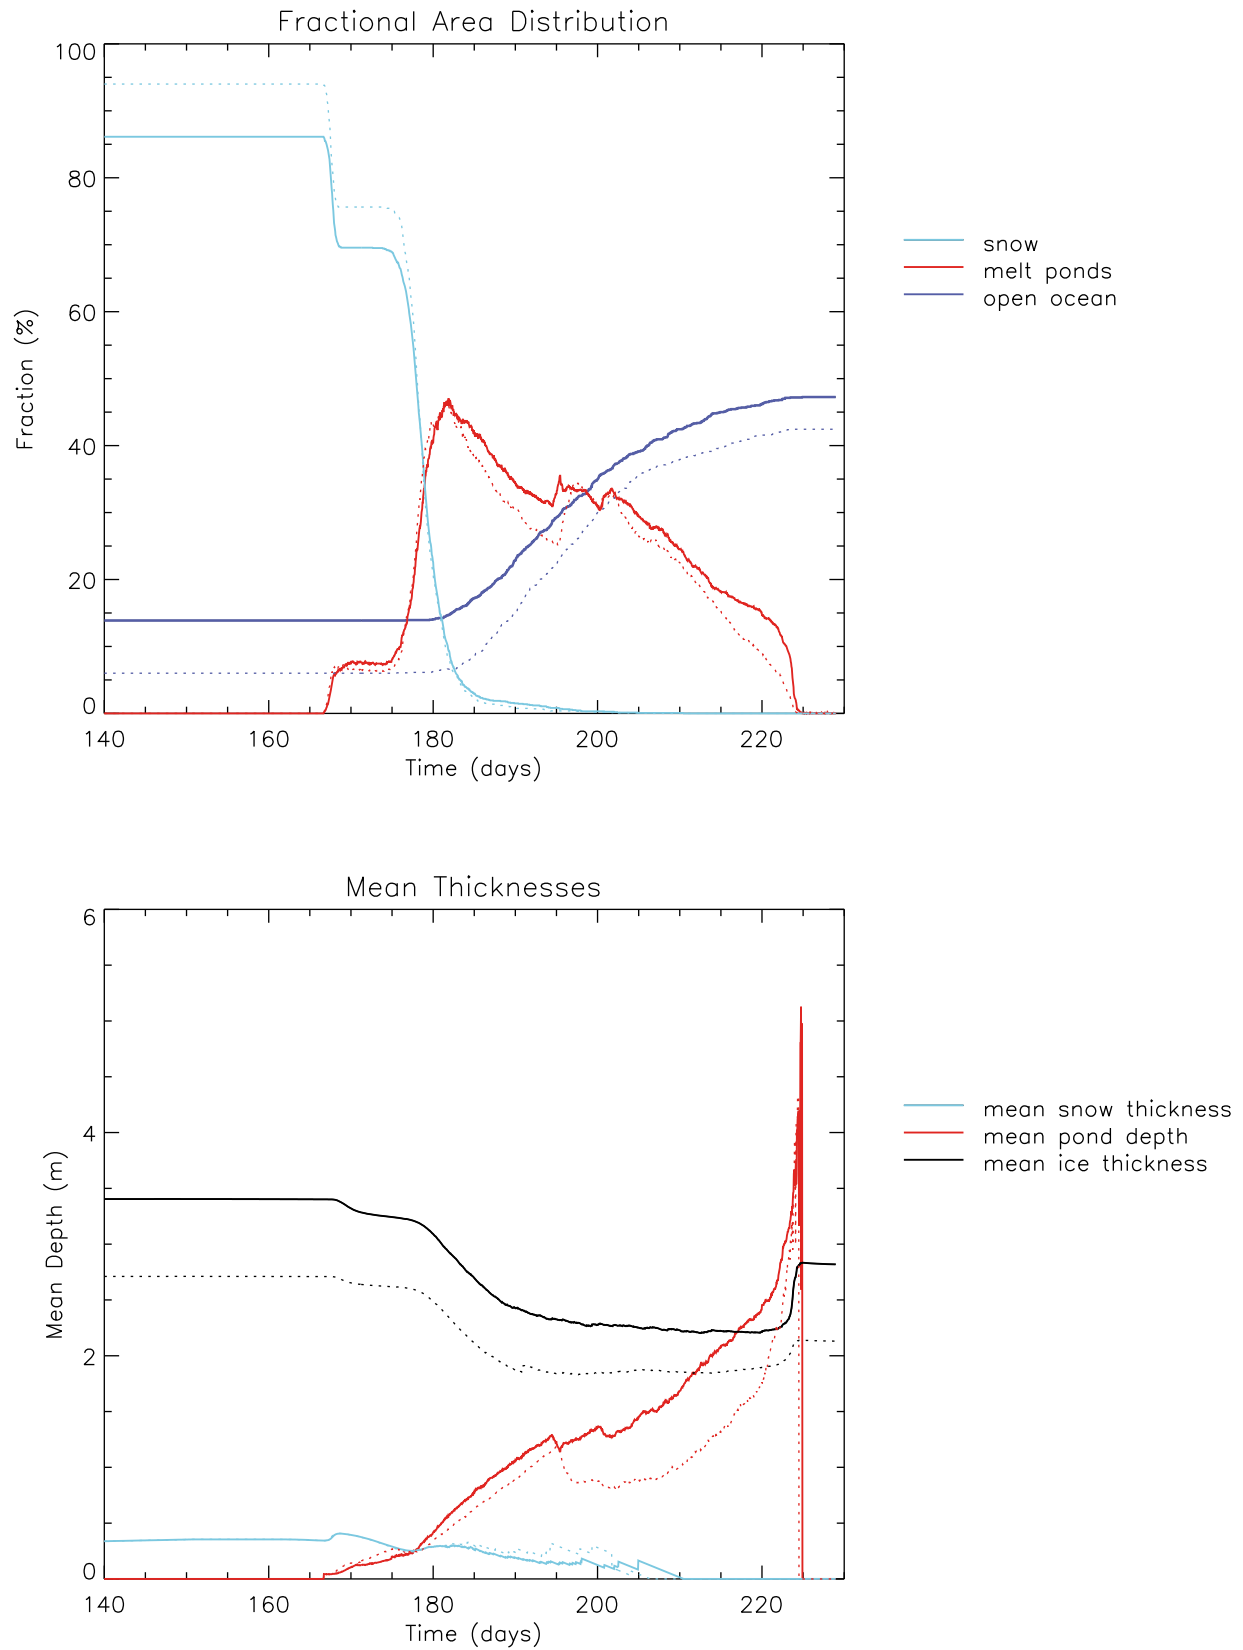 Fractional Area Distribution
100
80
60
40
20
0
Fraction (%)
140 160 180 200 220
Time (days)
snow
melt ponds
open ocean
Mean Thicknesses
6
4
2
0
Mean Depth (m)
140 160 180 200 220
Time (days)
mean snow thickness
mean pond depth
mean ice thickness